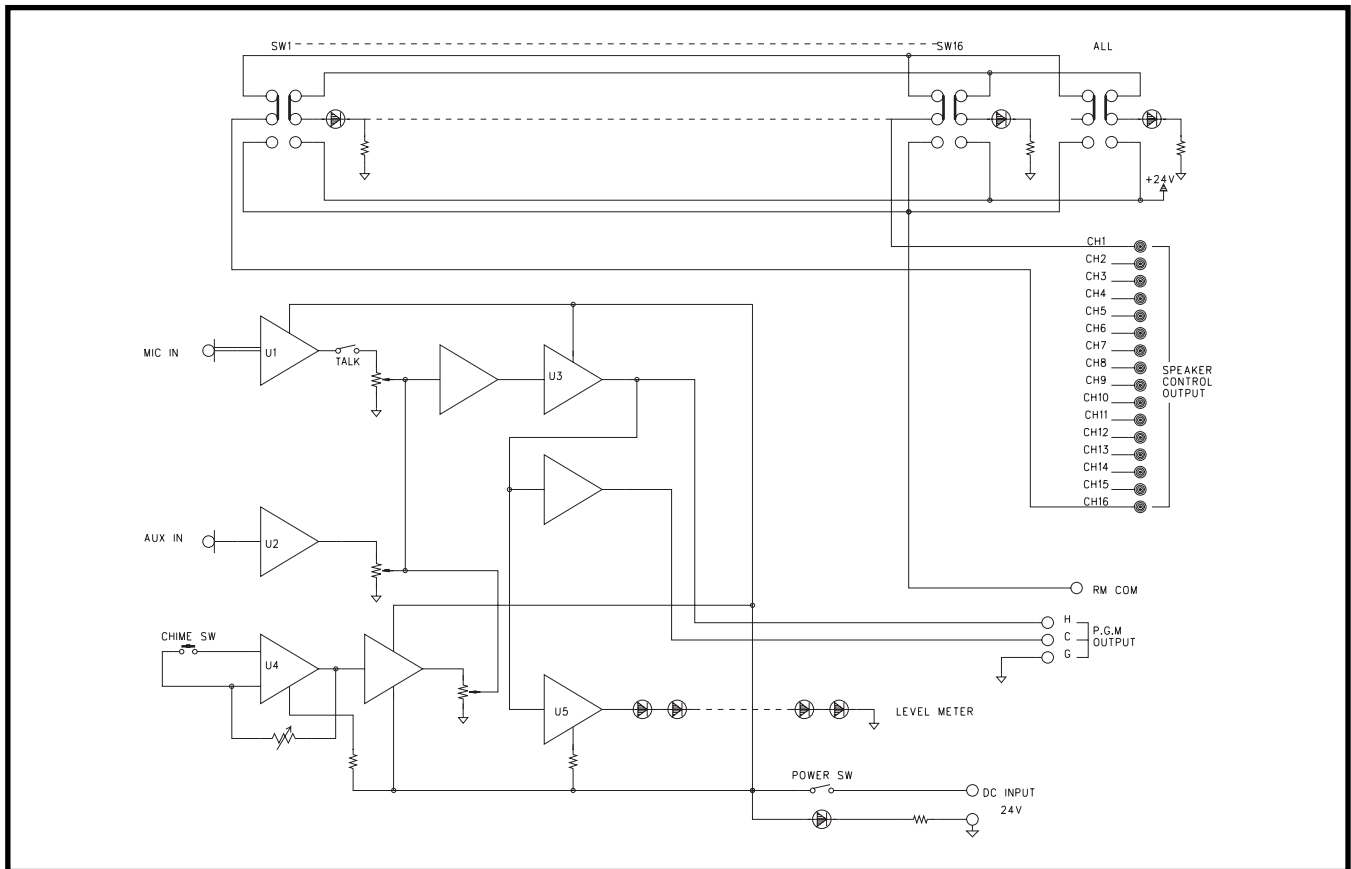 SW1
SW16
ALL
+24V
CH1
CH2
CH3
CH4
CH5
CH6
CH7
CH8
CH9
CH10
CH11
CH12
CH13
CH14
CH15
CH16
SPEAKER
CONTROL
OUTPUT
MIC IN
U1
TALK
U3
AUX IN
U2
RM COM
H
C
G
P.G.M
OUTPUT
CHIME SW
U4
U5
LEVEL METER
POWER SW
DC INPUT
24V